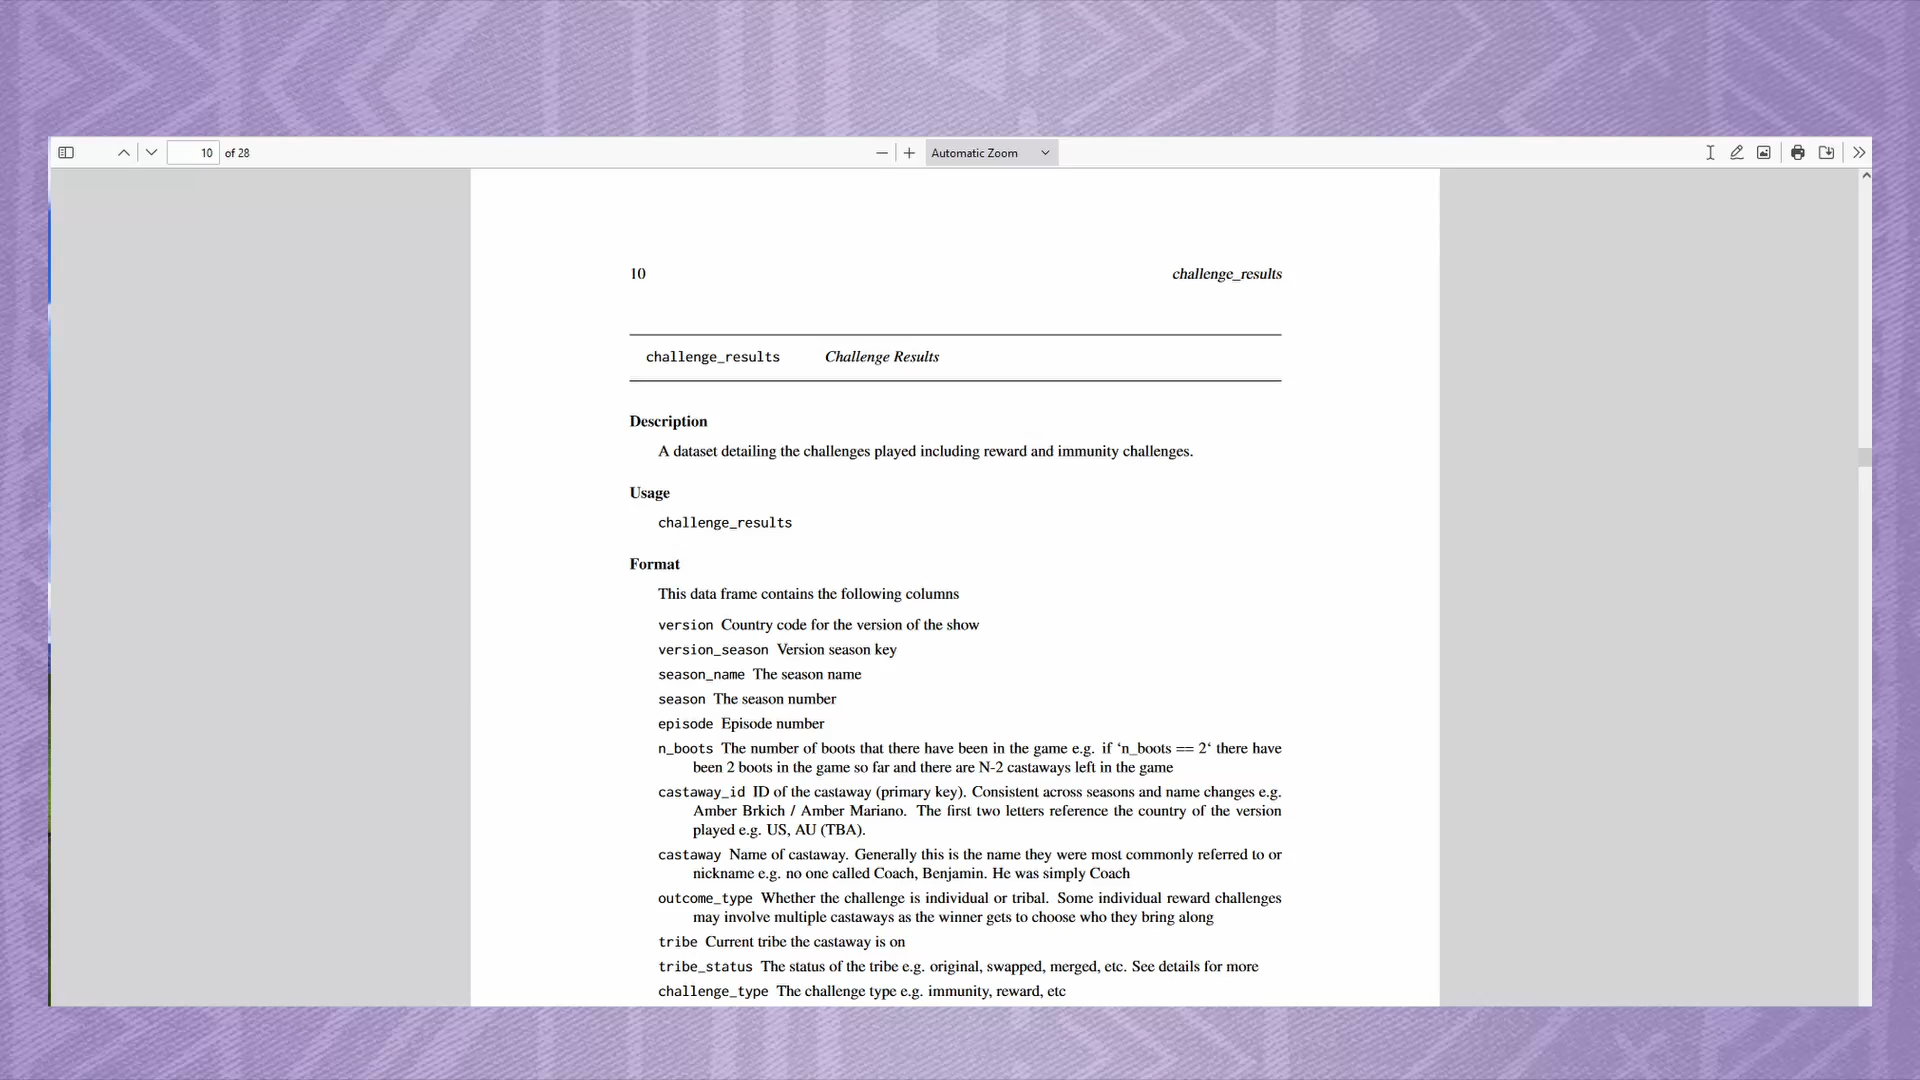 10 of 28
Automatic Zoom
10 challenge_results
challenge_results Challenge Results
Description
A dataset detailing the challenges played including reward and immunity challenges.
Usage
challenge_results
Format
This data frame contains the following columns
version Country code for the version of the show
version_season Version season key
season_name The season name
season The season number
episode Episode number
n_boots The number of boots that there have been in the game e.g. if ‘n_boots == 2‘ there have
been 2 boots in the game so far and there are N-2 castaways left in the game
castaway_id ID of the castaway (primary key). Consistent across seasons and name changes e.g.
Amber Brkich / Amber Mariano. The first two letters reference the country of the version
played e.g. US, AU (TBA).
castaway Name of castaway. Generally this is the name they were most commonly referred to or
nickname e.g. no one called Coach, Benjamin. He was simply Coach
outcome_type Whether the challenge is individual or tribal. Some individual reward challenges
may involve multiple castaways as the winner gets to choose who they bring along
tribe Current tribe the castaway is on
tribe_status The status of the tribe e.g. original, swapped, merged, etc. See details for more
challenge_type The challenge type e.g. immunity, reward, etc